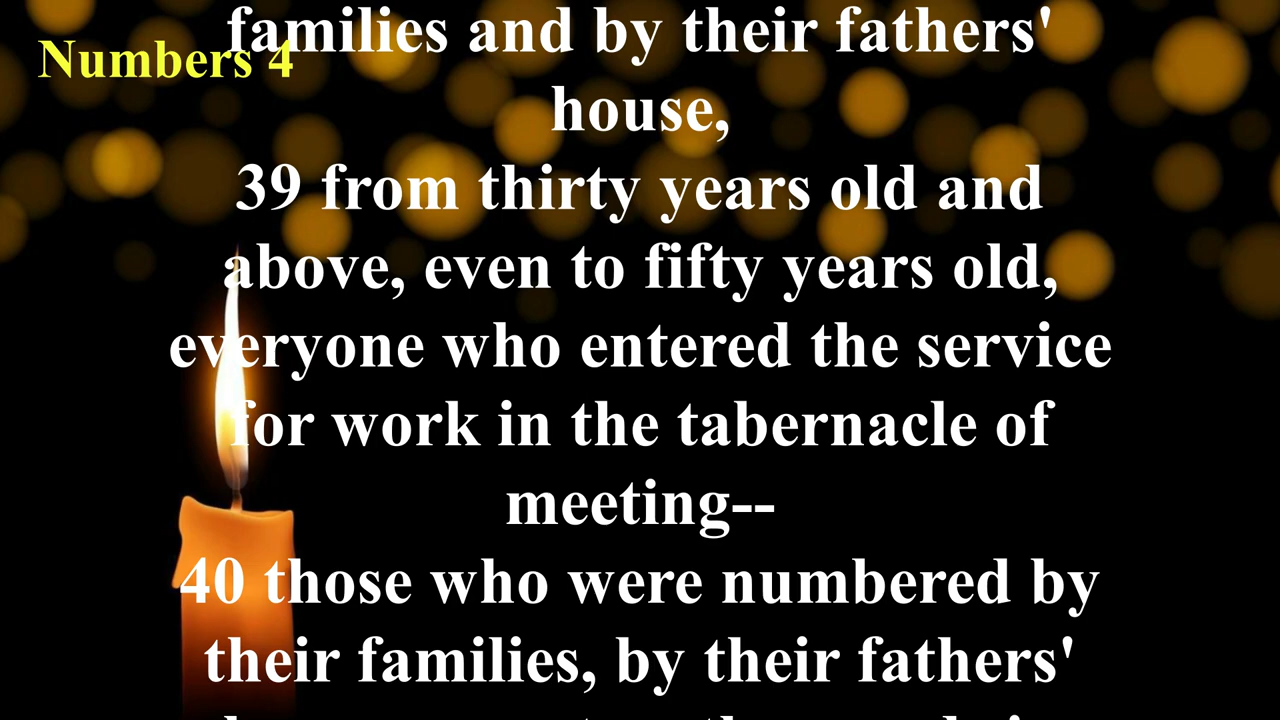 families and by their fathers'
Numbers 4
house,
39 from thirty years old and
above, even to fifty years old,
everyone who entered the service
for work in the tabernacle of
meeting--
40 those who were numbered by
their families, by their fathers'